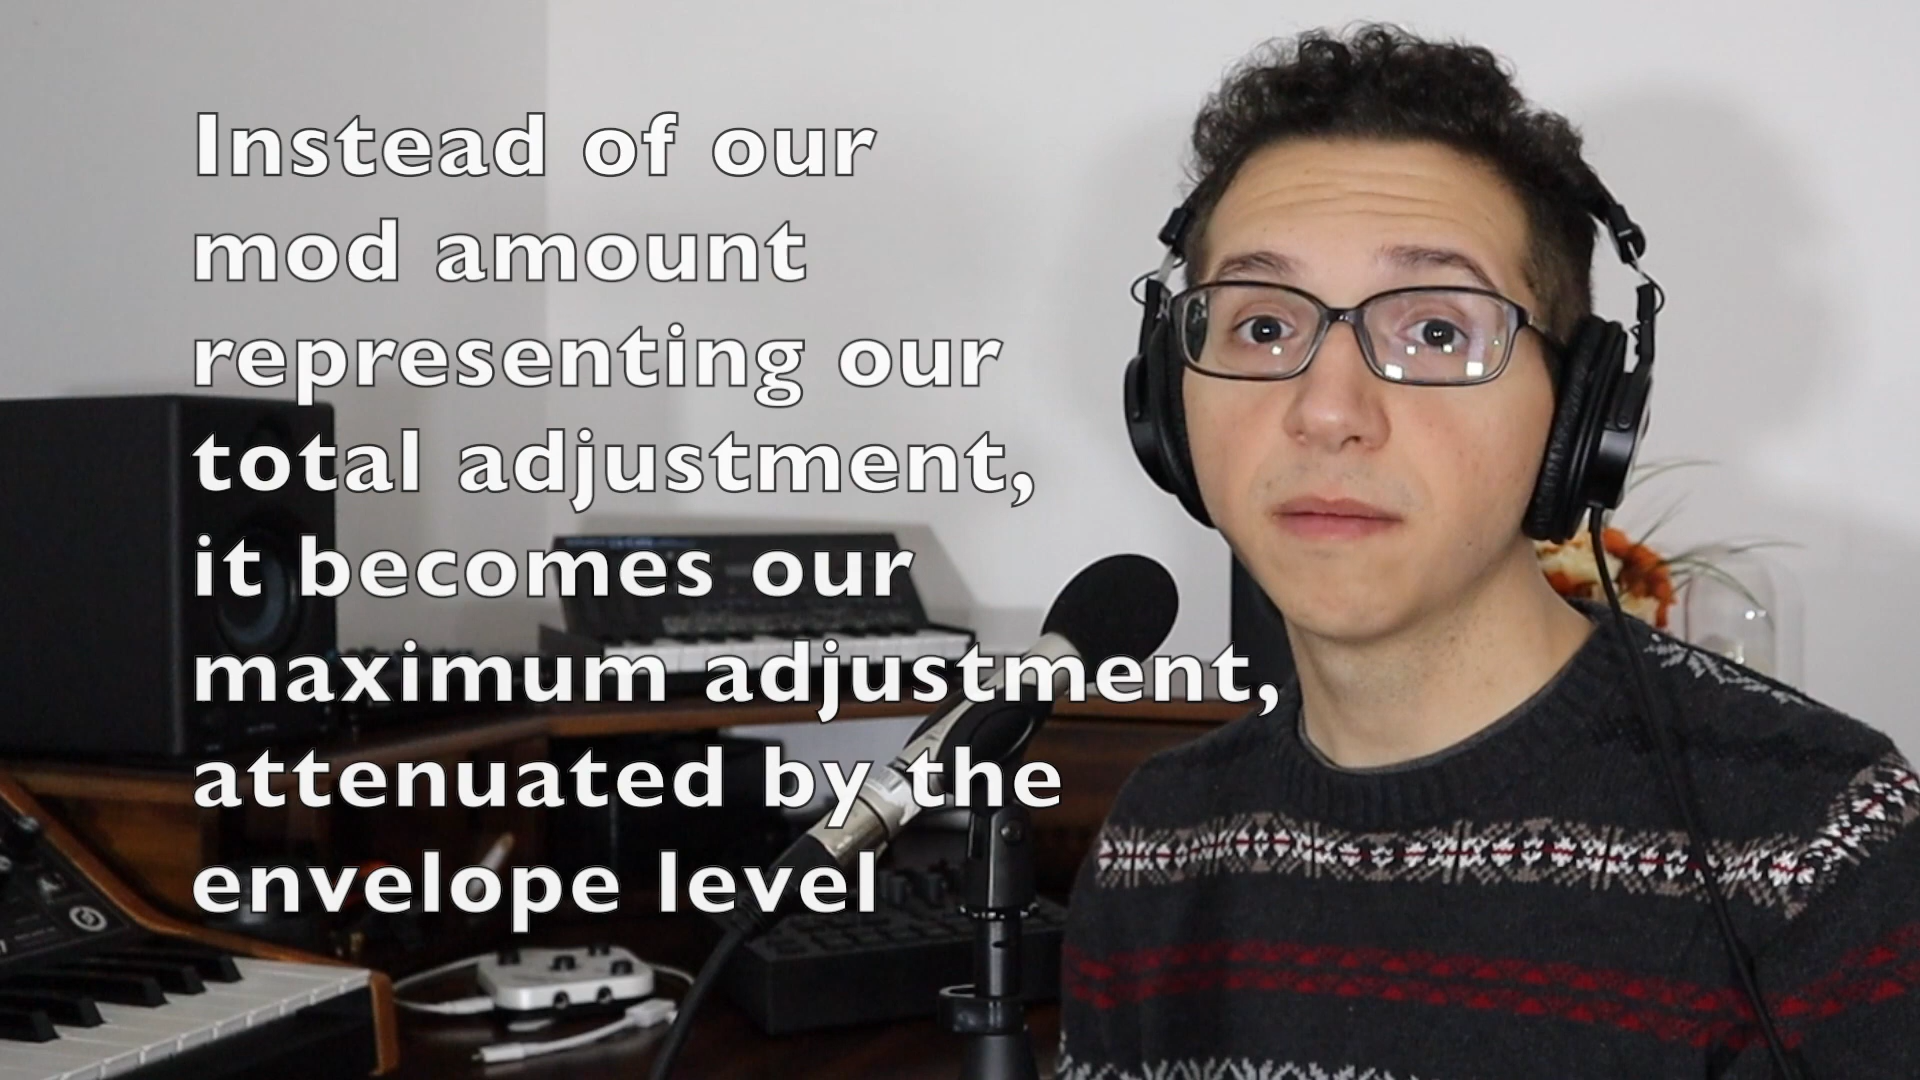 Instead of our
mod amount
representing our
total adjustment,
it becomes our
maximum adjustment,
attenuated by the
envelope level